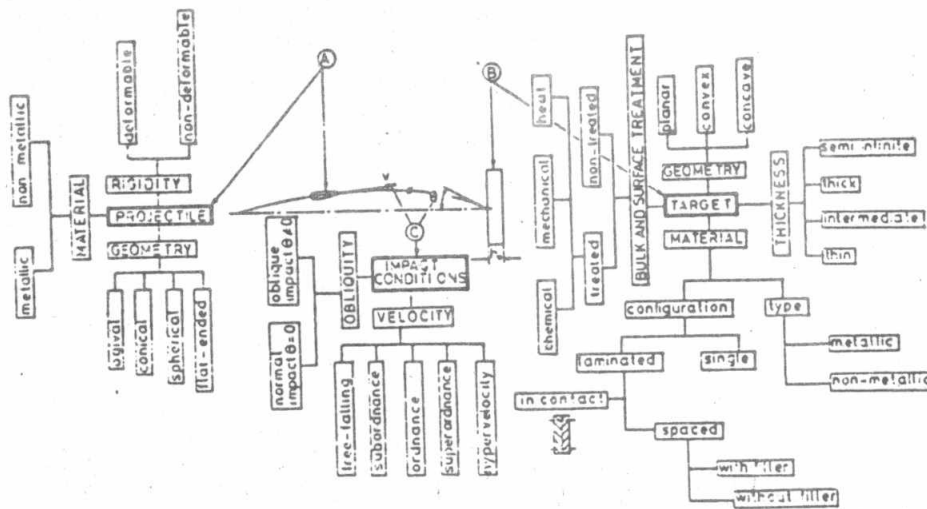 A
B
deformable
non-deformable
non metallic
metallic
MATERIAL
RIGIDITY
PROJECTILE
GEOMETRY
ogival
conical
spherical
flat-ended
v
θ
C
IMPACT
CONDITIONS
OBLIQUITY
oblique
impact θ≠0
normal
impact θ=0
VELOCITY
free-falling
subordnance
ordnance
superordnance
hypervelocity
heat
mechanical
chemical
non-treated
treated
BULK AND SURFACE TREATMENT
planar
convex
concave
GEOMETRY
TARGET
MATERIAL
THICKNESS
semi infinite
thick
intermediate
thin
configuration
type
laminated
single
metallic
non-metallic
in contact
spaced
with filler
without filler